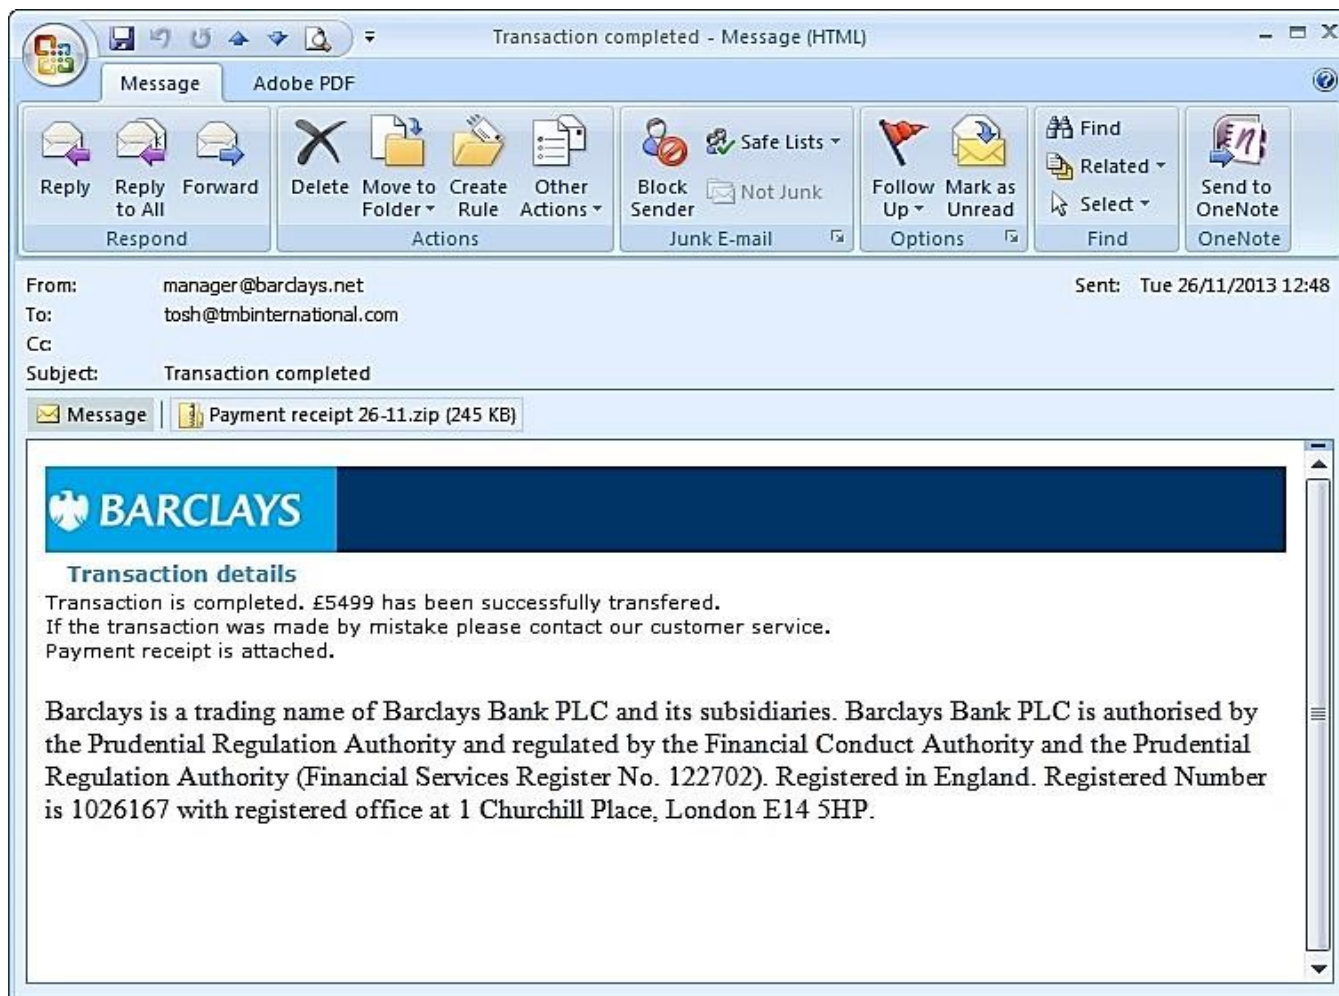 Transaction completed - Message (HTML)
Message Adobe PDF
Reply Reply to All Forward Delete Move to Folder Create Rule Other Actions Block Sender Safe Lists Not Junk Follow Up Mark as Unread Find Related Select Send to OneNote
Respond Actions Junk E-mail Options Find OneNote
From: manager@barclays.net Sent: Tue 26/11/2013 12:48
To: tosh@tmbinternational.com
Cc:
Subject: Transaction completed
Message Payment receipt 26-11.zip (245 KB)
BARCLAYS
Transaction details
Transaction is completed. £5499 has been successfully transfered.
If the transaction was made by mistake please contact our customer service.
Payment receipt is attached.
Barclays is a trading name of Barclays Bank PLC and its subsidiaries. Barclays Bank PLC is authorised by
the Prudential Regulation Authority and regulated by the Financial Conduct Authority and the Prudential
Regulation Authority (Financial Services Register No. 122702). Registered in England. Registered Number
is 1026167 with registered office at 1 Churchill Place, London E14 5HP.